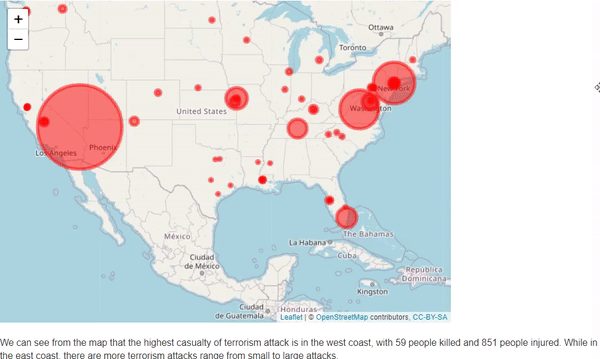 +
−
Ottawa
Toronto
New York
United States
Washington
Los Angeles
Phoenix
México
Ciudad
de México
La Habana
The Bahamas
Cuba
República
Dominicana
Kingston
Ciudad
de Guatemala
Honduras
Leaflet | © OpenStreetMap contributors, CC-BY-SA
We can see from the map that the highest casualty of terrorism attack is in the west coast, with 59 people killed and 851 people injured. While in
the east coast, there are more terrorism attacks range from small to large attacks.